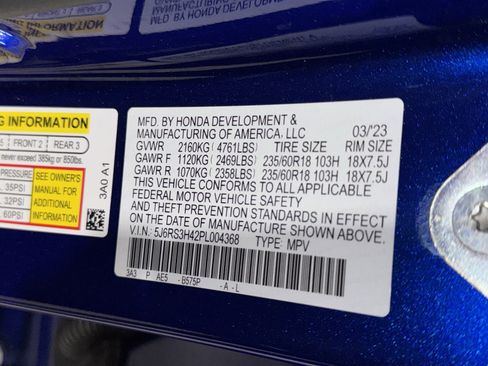 G INFORMATION
5 FRONT 2 REAR 3
never exceed 385kg or 850lbs.
PRESSURE
35PSI
32PSI
60PSI
SEE OWNER'S
MANUAL FOR
ADDITIONAL
INFORMATION
3A0 A1
MFD. BY HONDA DEVELOPMENT &
MANUFACTURING OF AMERICA, LLC 03/'23
GVWR 2160KG(4761LBS) TIRE SIZE RIM SIZE
GAWR F 1120KG(2469LBS) 235/60R18 103H 18X7.5J
GAWR R 1070KG(2358LBS) 235/60R18 103H 18X7.5J
THIS VEHICLE CONFORMS TO ALL APPLICABLE
FEDERAL MOTOR VEHICLE SAFETY
AND THEFT PREVENTION STANDARDS IN EFFECT
ON THE DATE OF MANUFACTURE SHOWN ABOVE.
V.I.N.: 5J6RS3H42PL004368 TYPE: MPV
3A3 P AE5 -B575P -A-L